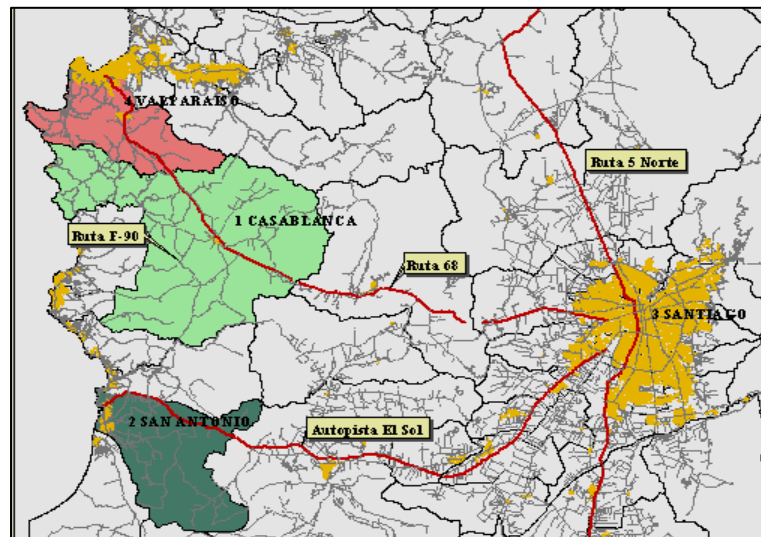 4 VALPARAISO
Ruta 5 Norte
1 CASABLANCA
Ruta F-90
Ruta 68
3 SANTIAGO
2 SAN ANTONIO
Autopista El Sol